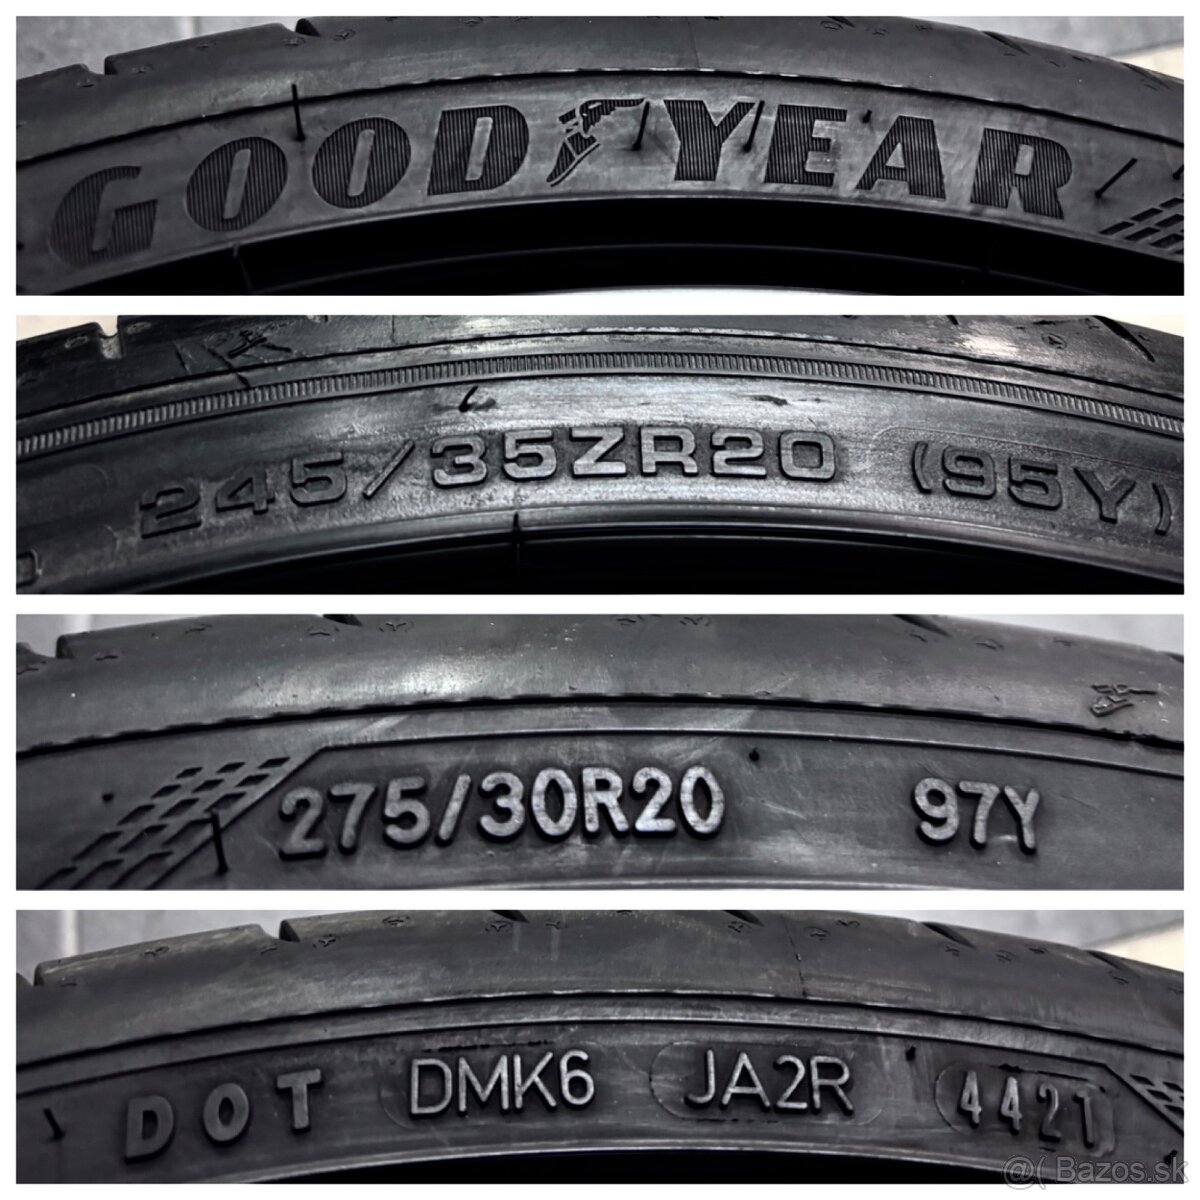 GOODYEAR
245/35ZR20 (95Y)
275/30R20 97Y
DOT DMK6 JA2R 4421
@( Bazos.sk